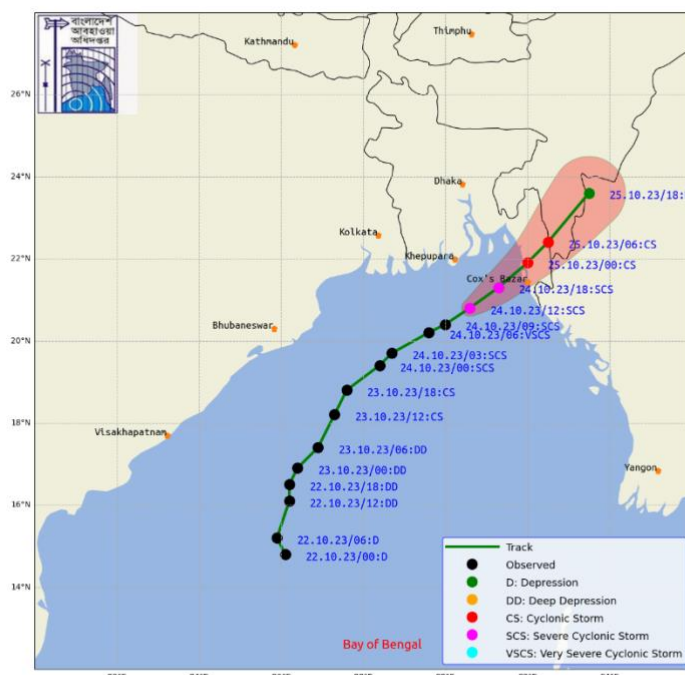 বাংলাদেশ
আবহাওয়া
অধিদপ্তর
Kathmandu
Thimphu
26°N
24°N
Dhaka
25.10.23/18:
Kolkata
25.10.23/06:CS
22°N
Khepupara
25.10.23/00:CS
Cox's Bazar
24.10.23/18:SCS
24.10.23/12:SCS
Bhubaneswar
24.10.23/09:SCS
24.10.23/06:VSCS
20°N
24.10.23/03:SCS
24.10.23/00:SCS
23.10.23/18:CS
18°N
23.10.23/12:CS
Visakhapatnam
23.10.23/06:DD
23.10.23/00:DD
Yangon
22.10.23/18:DD
16°N
22.10.23/12:DD
22.10.23/06:D
22.10.23/00:D
14°N
Track
Observed
D: Depression
DD: Deep Depression
CS: Cyclonic Storm
SCS: Severe Cyclonic Storm
VSCS: Very Severe Cyclonic Storm
Bay of Bengal